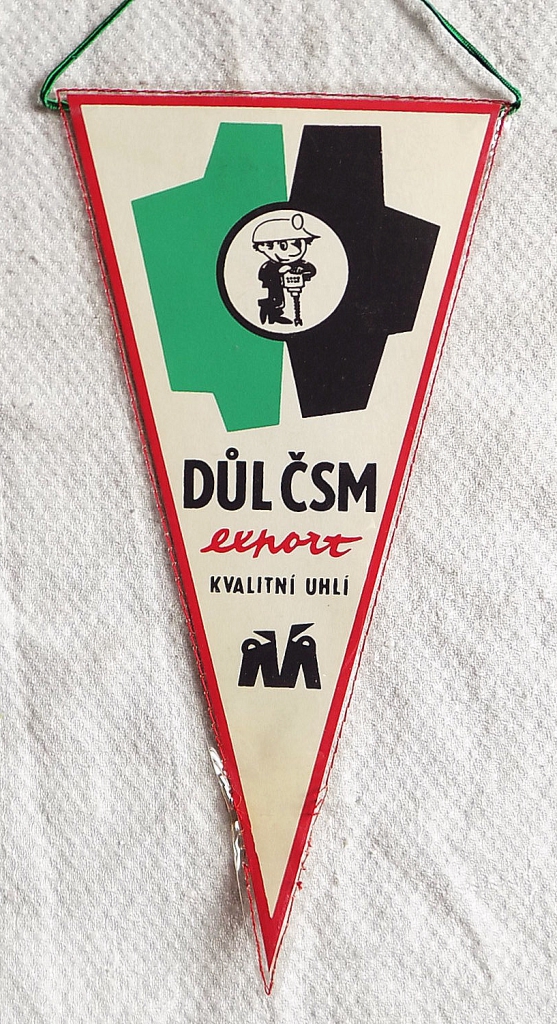 DŮL ČSM
export
KVALITNÍ UHLÍ